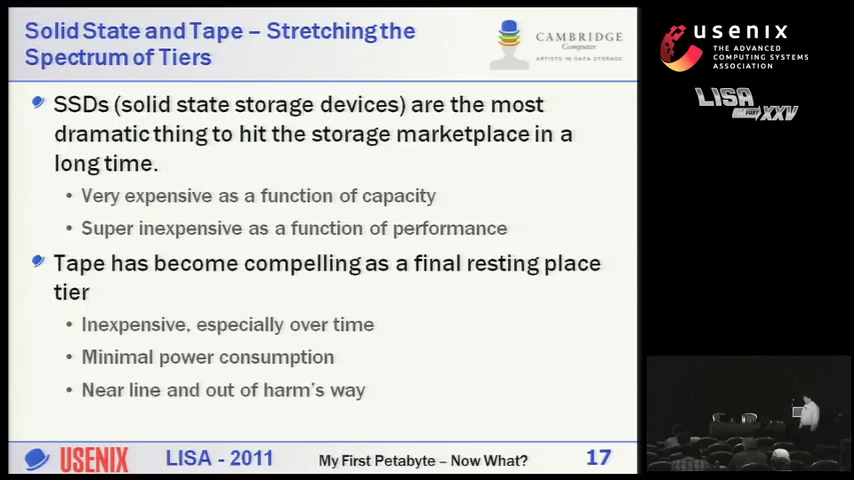 Solid State and Tape – Stretching the
Spectrum of Tiers
CAMBRIDGE
Computer
ARTISTS IN DATA STORAGE
SSDs (solid state storage devices) are the most
dramatic thing to hit the storage marketplace in a
long time.
• Very expensive as a function of capacity
• Super inexpensive as a function of performance
Tape has become compelling as a final resting place
tier
• Inexpensive, especially over time
• Minimal power consumption
• Near line and out of harm's way
USENIX
LISA - 2011
My First Petabyte – Now What?
17
usenix
THE ADVANCED
COMPUTING SYSTEMS
ASSOCIATION
LISA
XXV